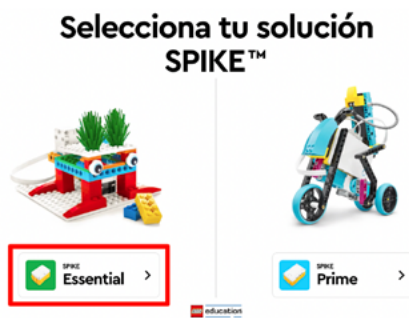 Selecciona tu solución
SPIKE™
SPIKE
Essential
SPIKE
Prime
education